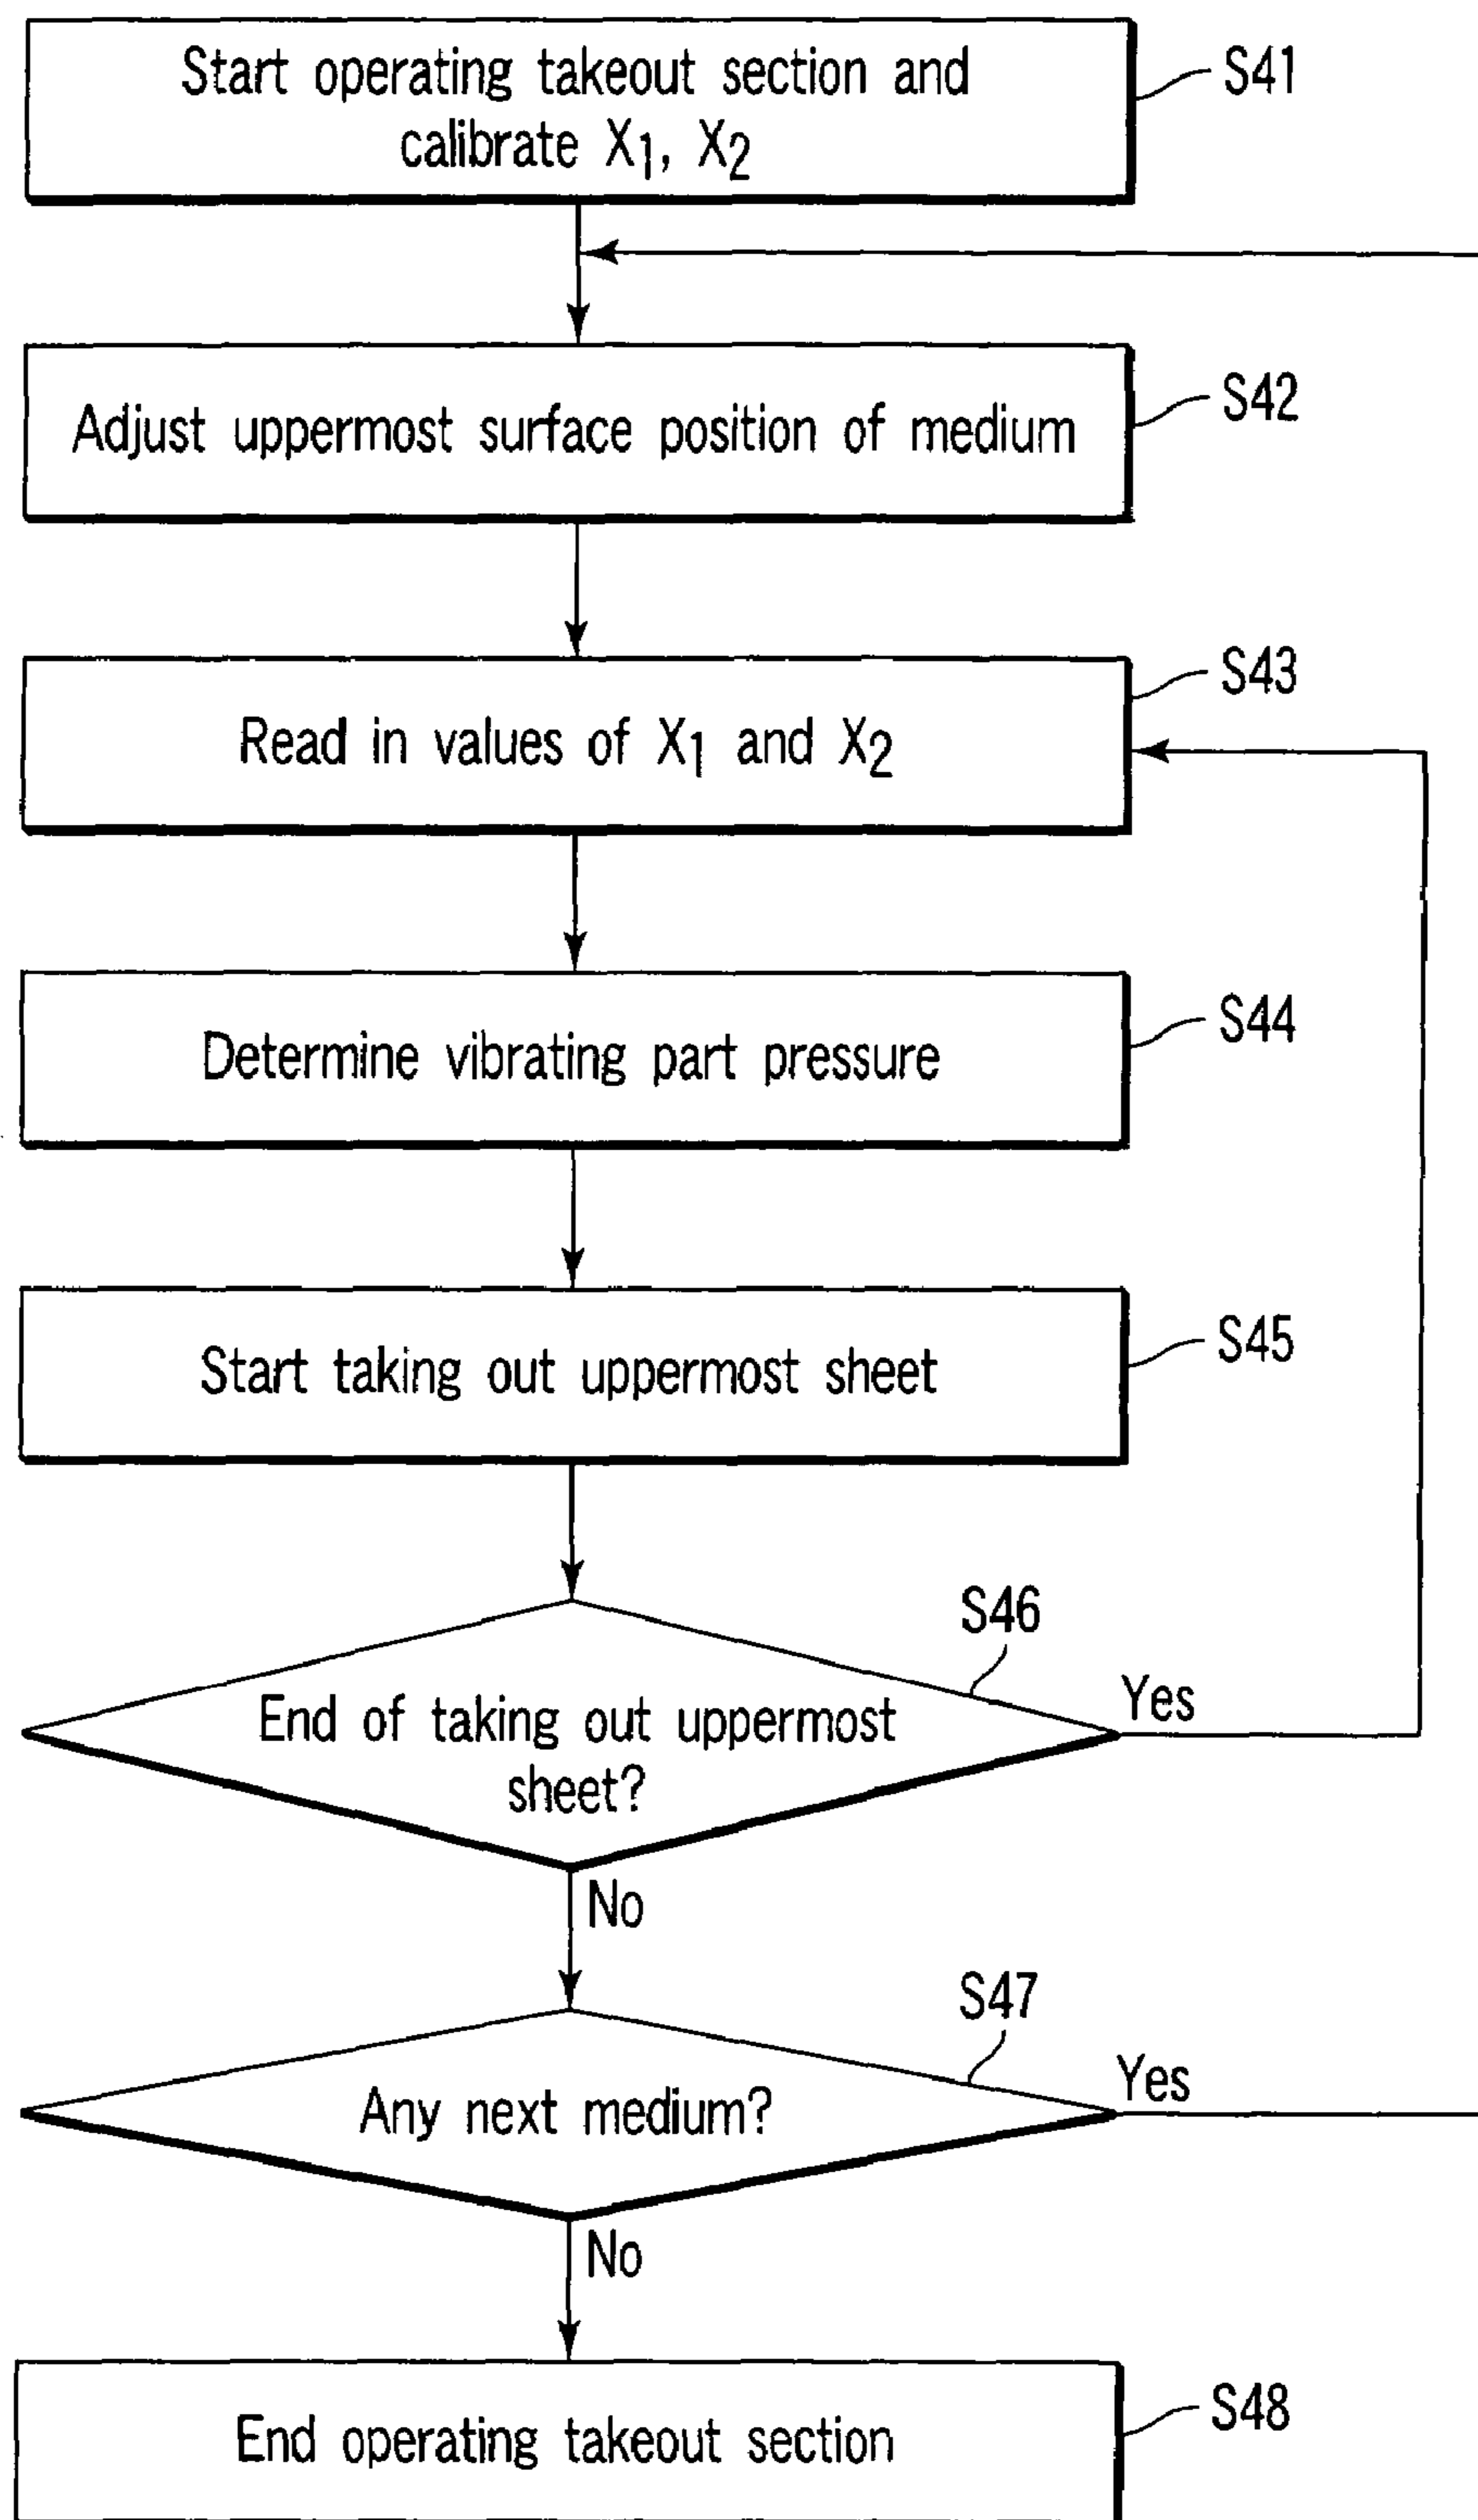 Start operating takeout section and
calibrate X1, X2
S41
Adjust uppermost surface position of medium
S42
Read in values of X1 and X2
S43
Determine vibrating part pressure
S44
Start taking out uppermost sheet
S45
S46
End of taking out uppermost
sheet?
Yes
No
S47
Any next medium?
Yes
No
End operating takeout section
S48